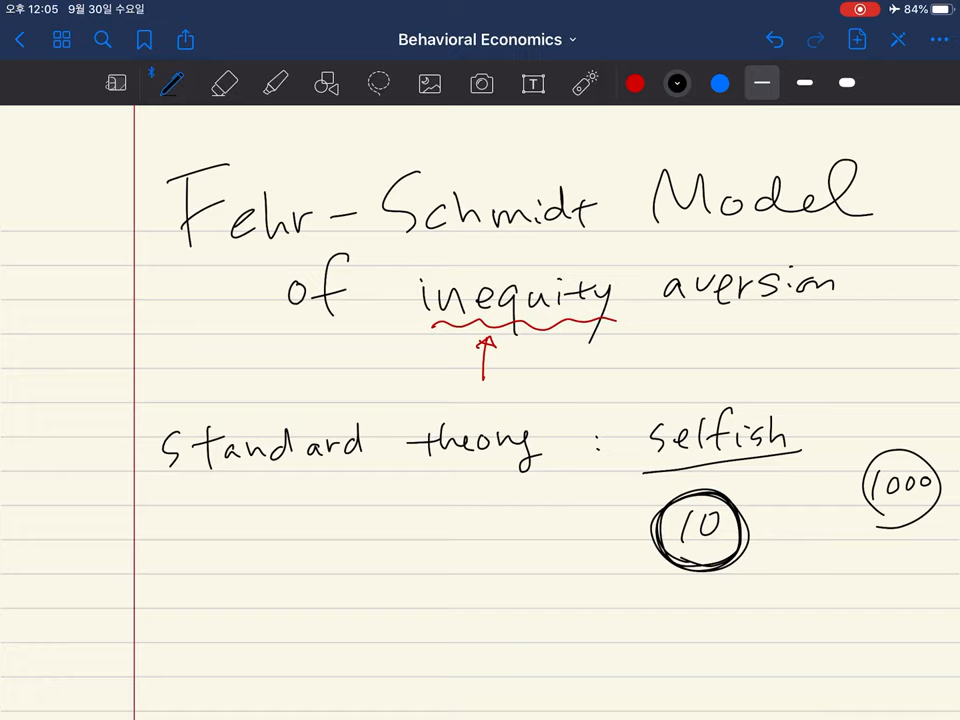 오후 12:05 9월 30일 수요일 84%
Behavioral Economics
T
Fehr-Schmidt Model
of inequity aversion
standard theory : selfish
1000
10